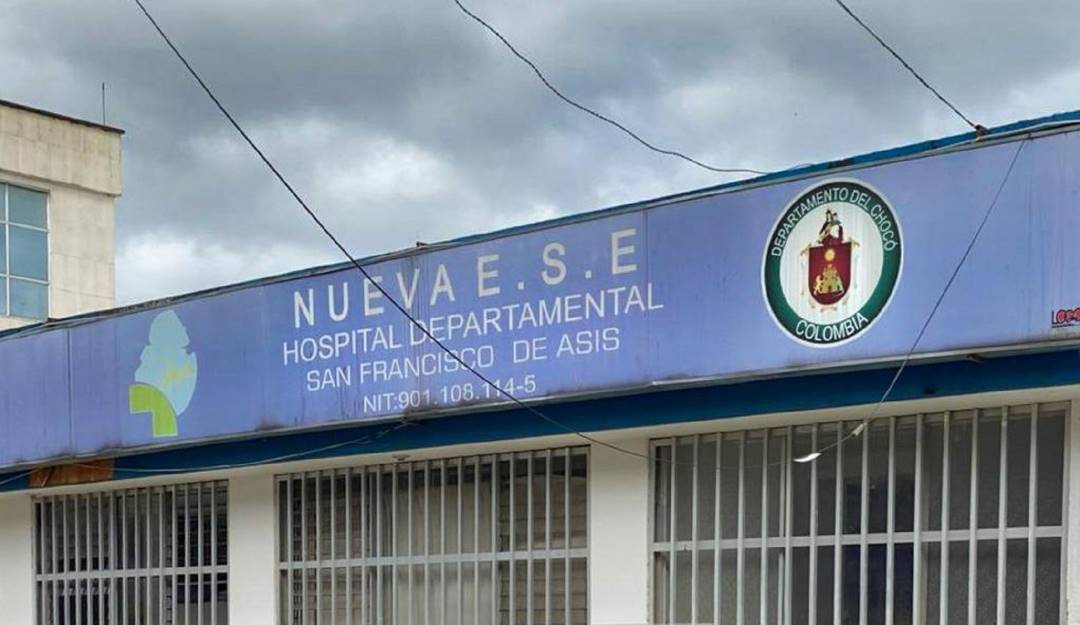 NUEVA E.S.E
HOSPITAL DEPARTAMENTAL
SAN FRANCISCO DE ASIS
NIT:901.108.114-5
DEPARTAMENTO DEL CHOCÓ
COLOMBIA